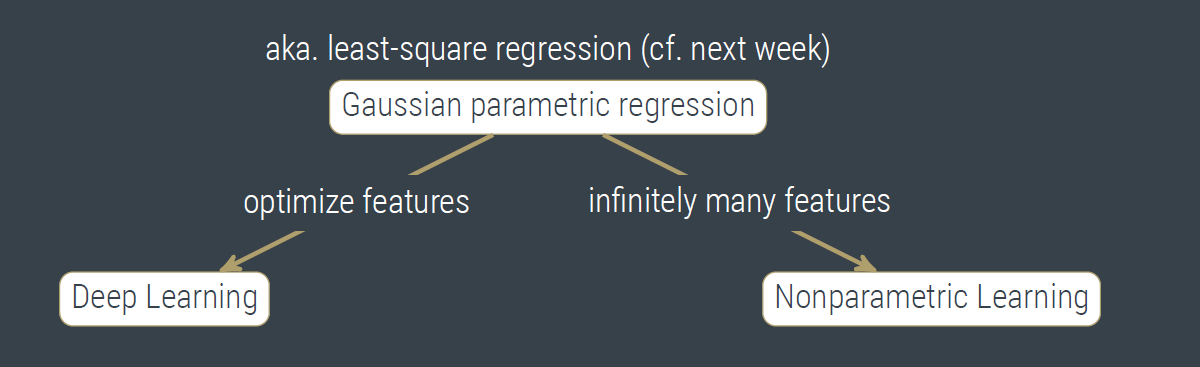 aka. least-square regression (cf. next week)
Gaussian parametric regression
optimize features
infinitely many features
Deep Learning
Nonparametric Learning